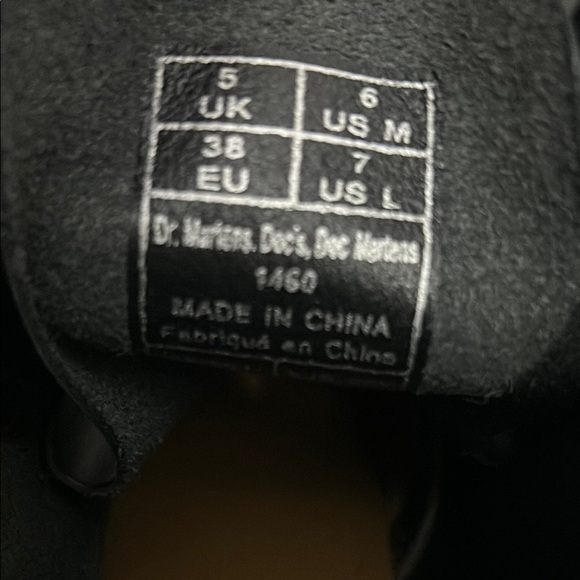 5
UK
6
US M
38
EU
7
US L
Dr. Martens, Doc's, Doc Martens
1460
MADE IN CHINA
Fabriqué en Chine